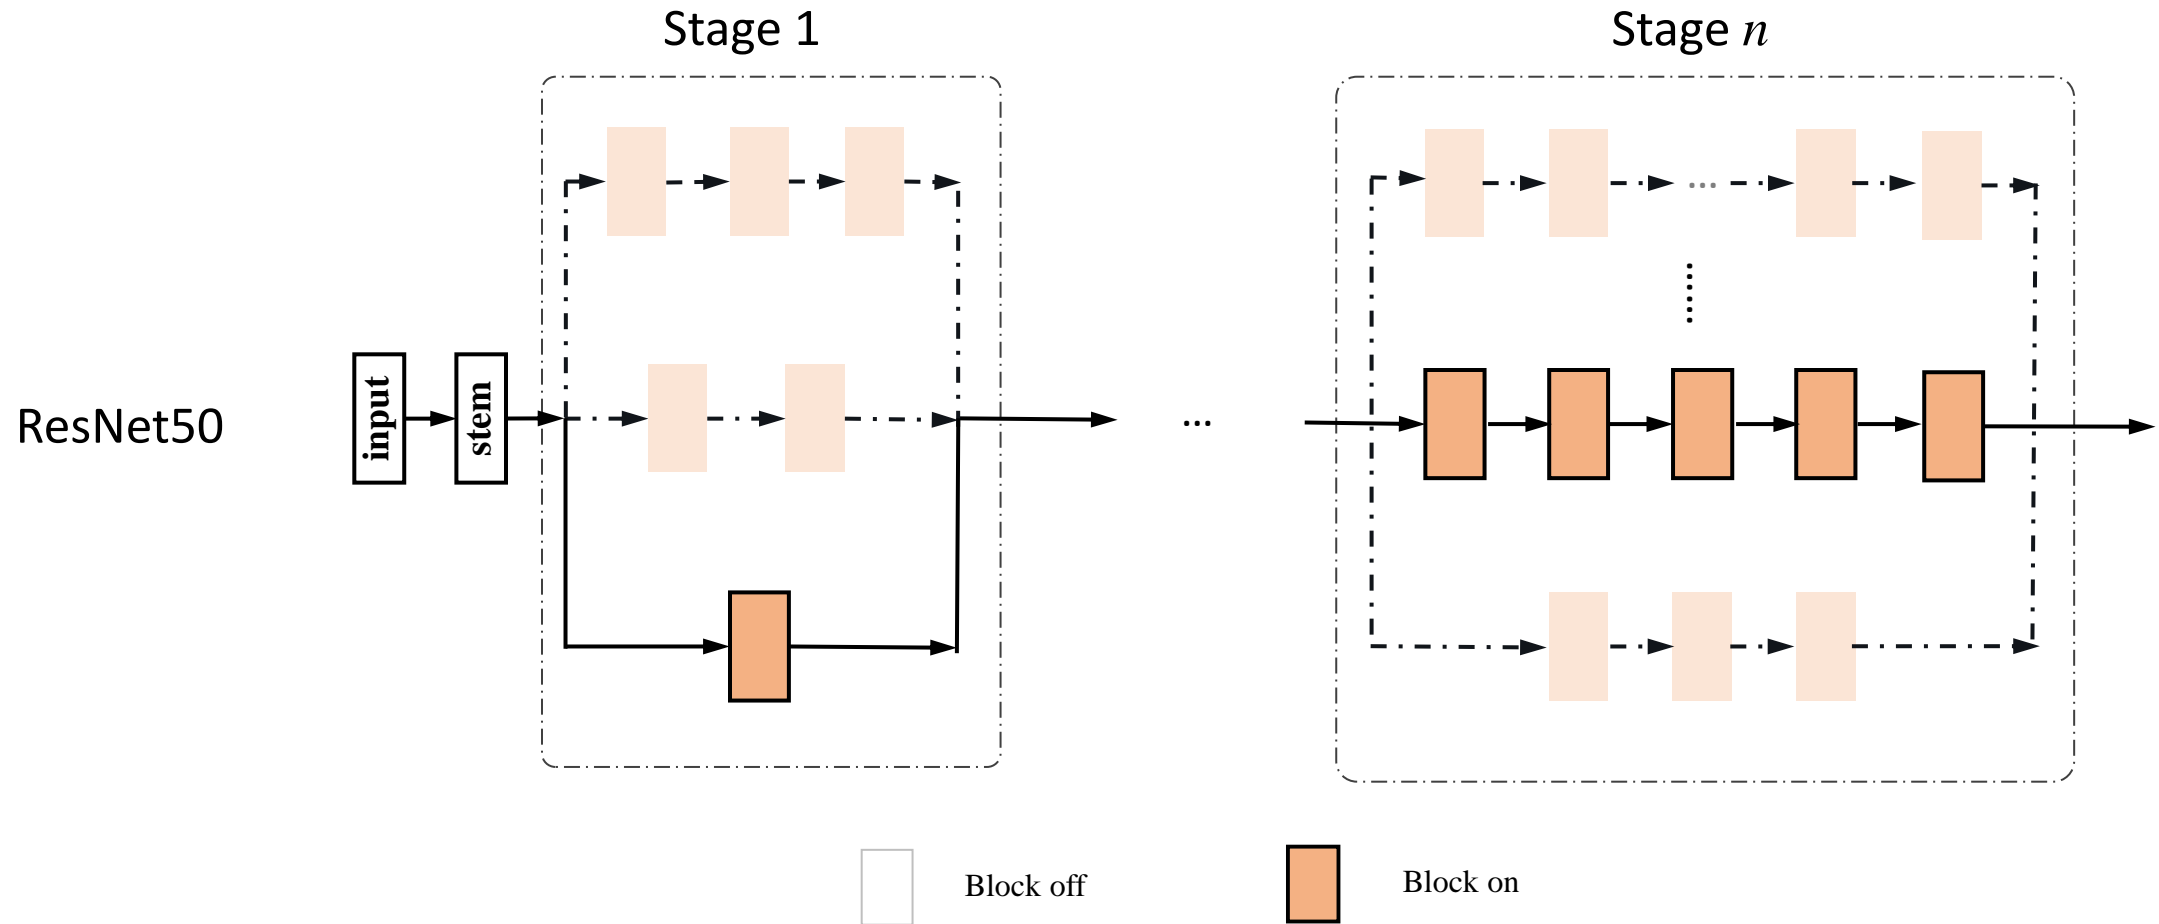 Stage 1
Stage n
...
......
ResNet50
input
stem
...
Block off
Block on